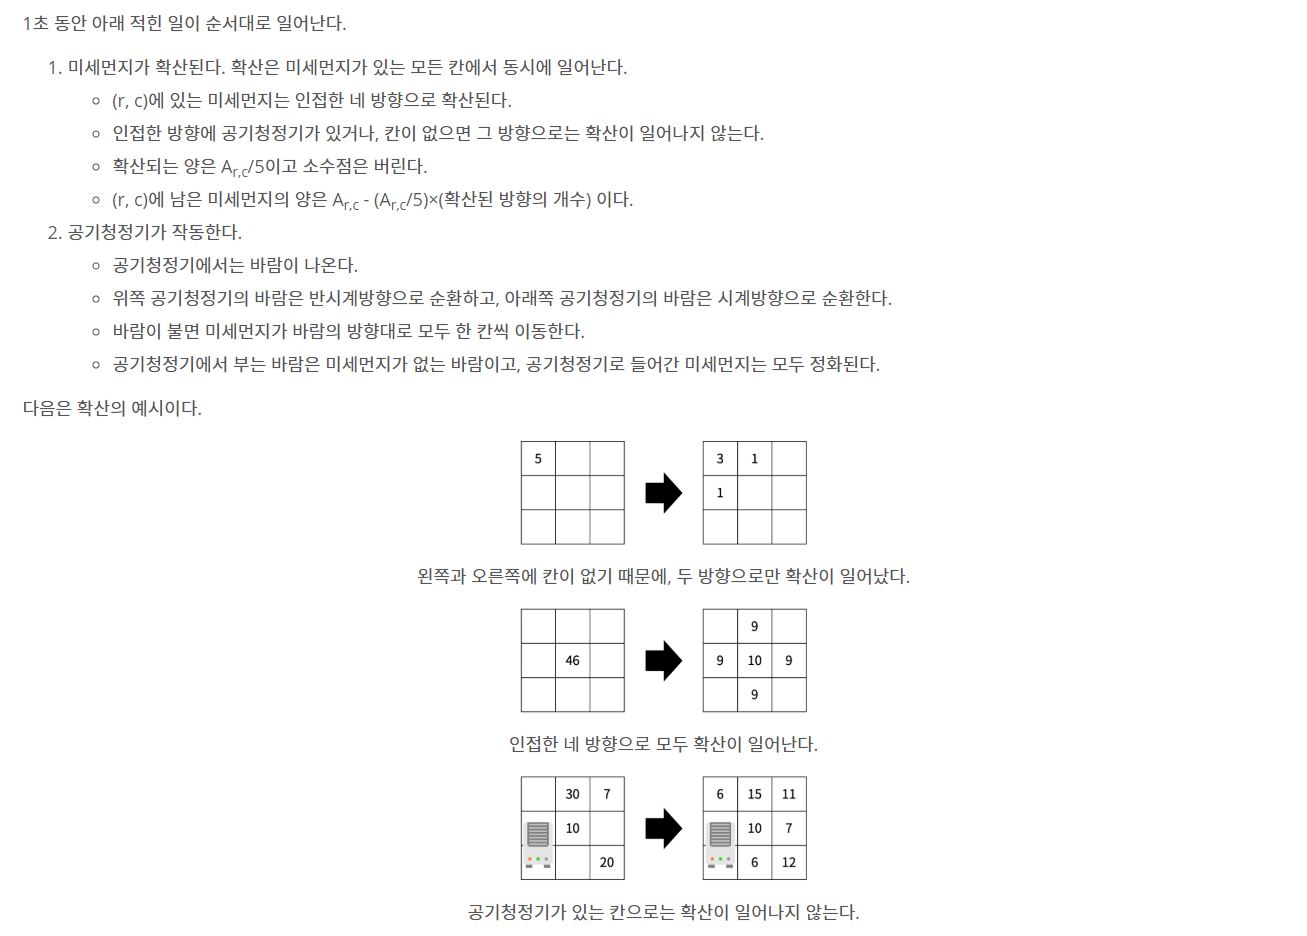 1초 동안 아래 적힌 일이 순서대로 일어난다.
1. 미세먼지가 확산된다. 확산은 미세먼지가 있는 모든 칸에서 동시에 일어난다.
○ (r, c)에 있는 미세먼지는 인접한 네 방향으로 확산된다.
○ 인접한 방향에 공기청정기가 있거나, 칸이 없으면 그 방향으로는 확산이 일어나지 않는다.
○ 확산되는 양은 Ar,c/5이고 소수점은 버린다.
○ (r, c)에 남은 미세먼지의 양은 Ar,c - (Ar,c/5)×(확산된 방향의 개수) 이다.
2. 공기청정기가 작동한다.
○ 공기청정기에서는 바람이 나온다.
○ 위쪽 공기청정기의 바람은 반시계방향으로 순환하고, 아래쪽 공기청정기의 바람은 시계방향으로 순환한다.
○ 바람이 불면 미세먼지가 바람의 방향대로 모두 한 칸씩 이동한다.
○ 공기청정기에서 부는 바람은 미세먼지가 없는 바람이고, 공기청정기로 들어간 미세먼지는 모두 정화된다.
다음은 확산의 예시이다.
5 3 1
1
왼쪽과 오른쪽에 칸이 없기 때문에, 두 방향으로만 확산이 일어났다.
9
46 9 10 9
9
인접한 네 방향으로 모두 확산이 일어난다.
30 7 6 15 11
10 10 7
20 6 12
공기청정기가 있는 칸으로는 확산이 일어나지 않는다.